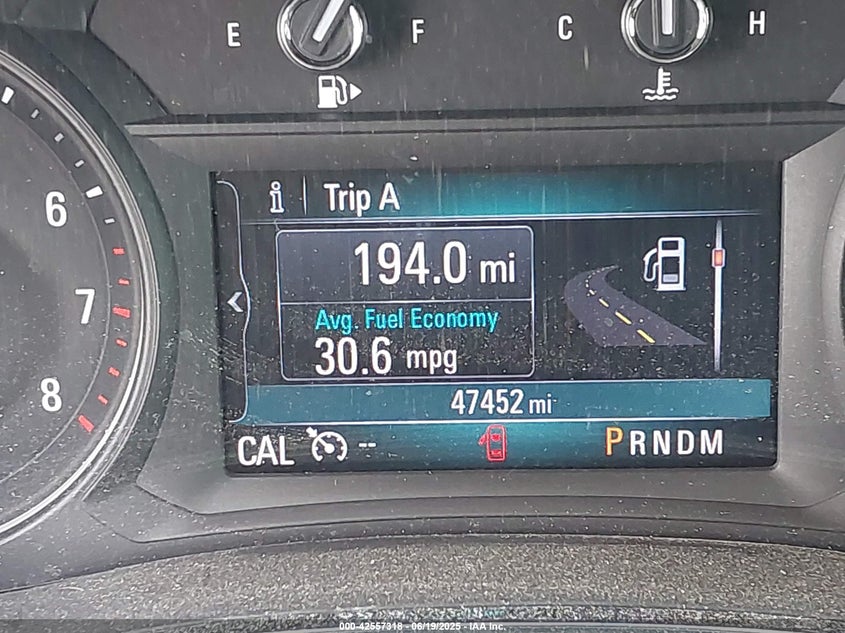 E F C H
Trip A
194.0 mi
Avg. Fuel Economy
30.6 mpg
47452 mi
CAL -- PRNDM
6
7
8
000-42557318 - 06/19/2025 - IAA Inc.